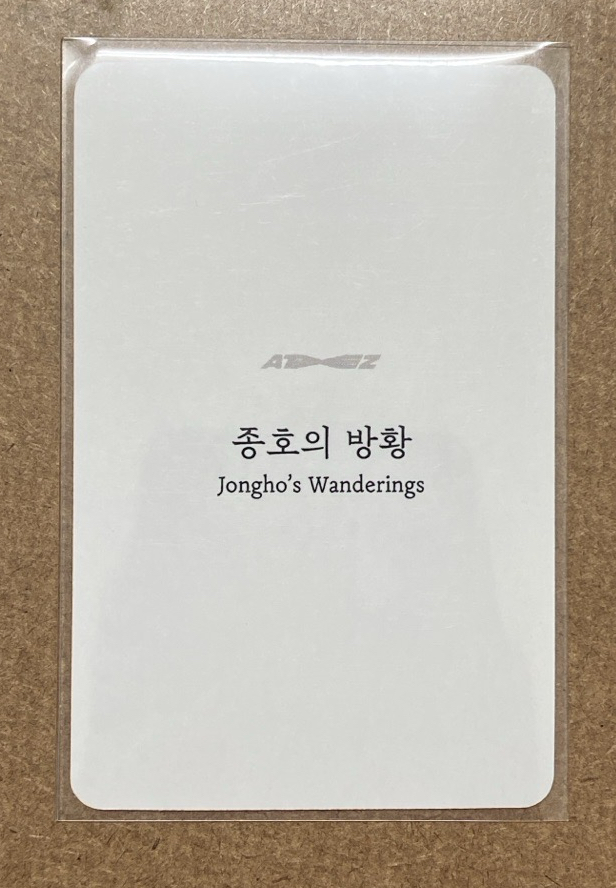 ATEEZ
종호의 방황
Jongho’s Wanderings